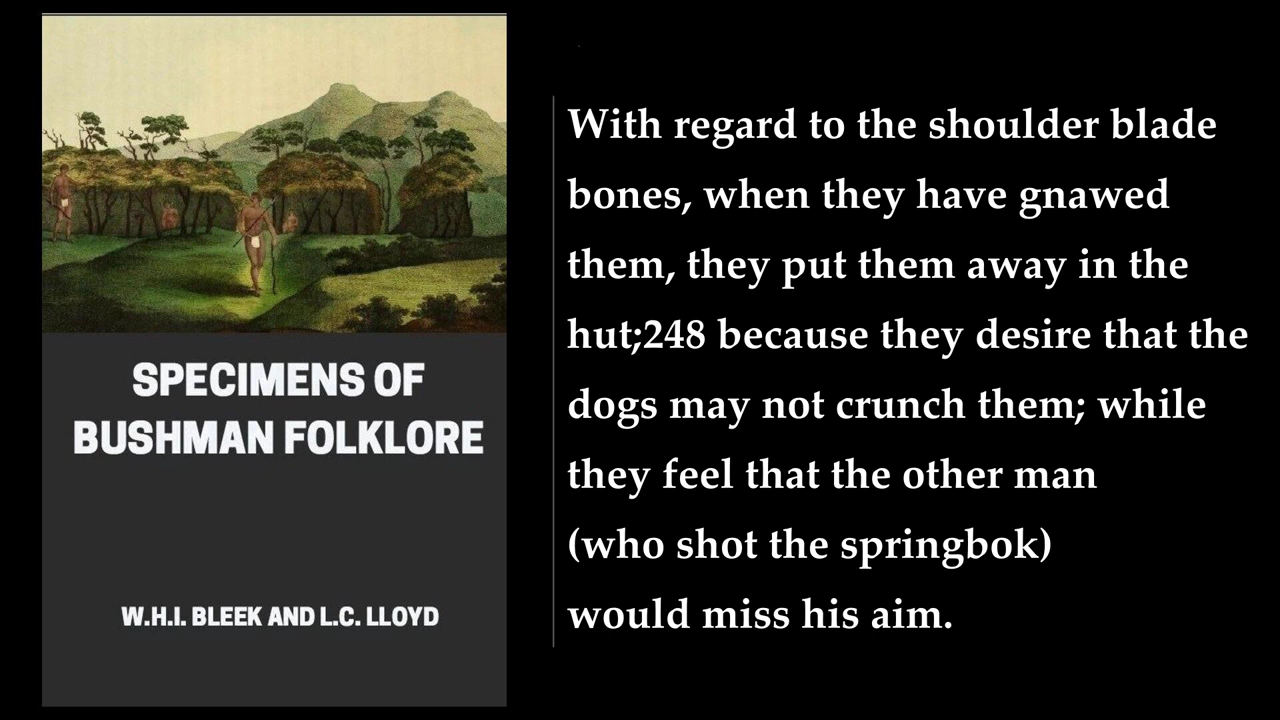 SPECIMENS OF
BUSHMAN FOLKLORE
W.H.I. BLEEK AND L.C. LLOYD
With regard to the shoulder blade
bones, when they have gnawed
them, they put them away in the
hut;248 because they desire that the
dogs may not crunch them; while
they feel that the other man
(who shot the springbok)
would miss his aim.